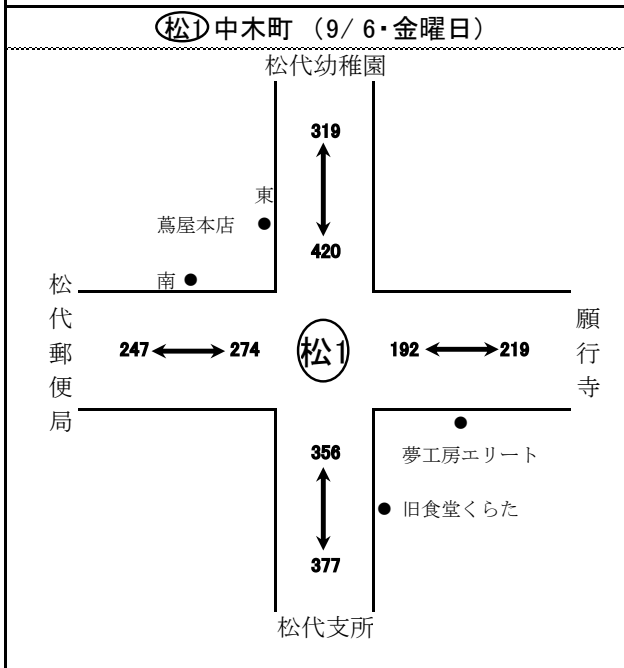 松1 中木町 (9/ 6・金曜日)
松代幼稚園
319
東
蔦屋本店
420
南
松代郵便局
願行寺
247
274
松1
192
219
356
夢工房エリート
旧食堂くらた
377
松代支所